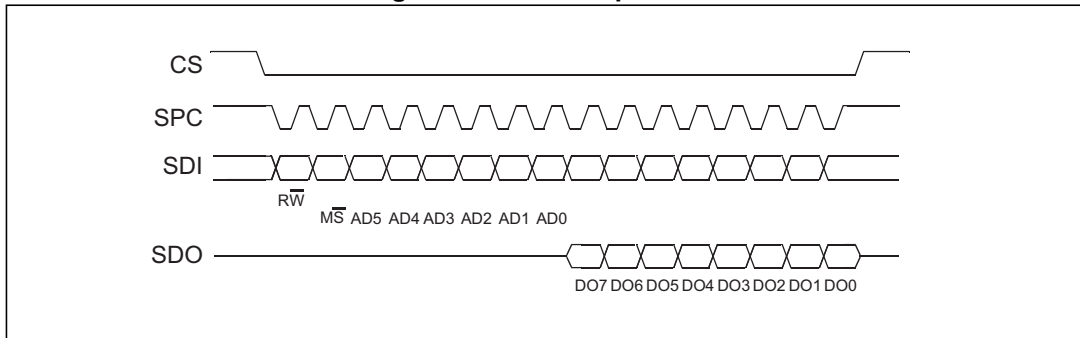 CS
SPC
SDI
RW̅
MS̅ AD5 AD4 AD3 AD2 AD1 AD0
SDO
DO7 DO6 DO5 DO4 DO3 DO2 DO1 DO0